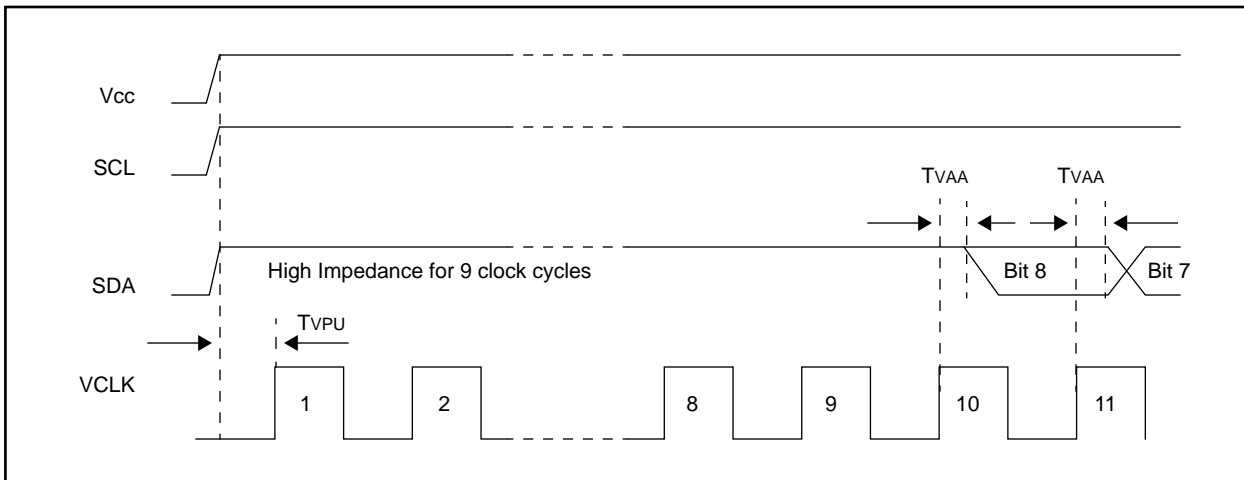 Vcc
SCL
TVAA TVAA
SDA High Impedance for 9 clock cycles Bit 8 Bit 7
TVPU
VCLK 1 2 8 9 10 11